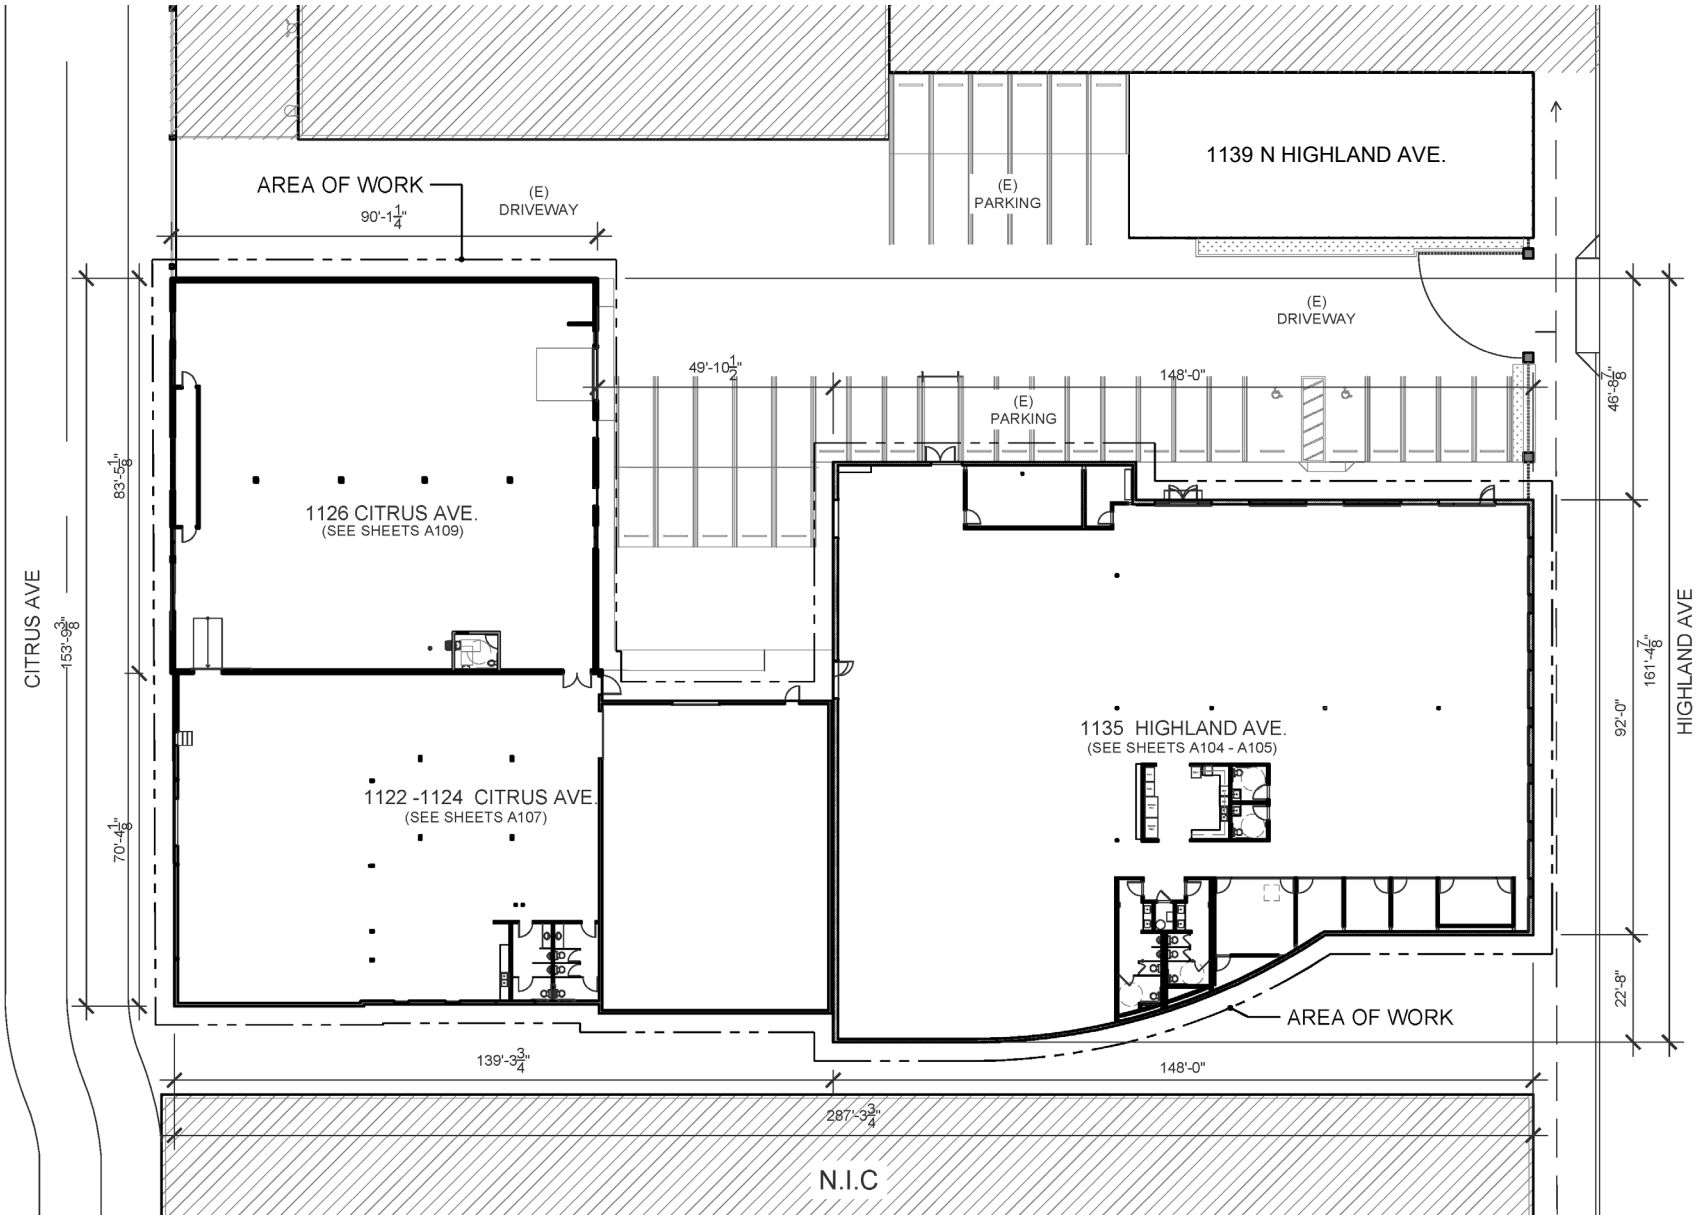 1139 N HIGHLAND AVE.
AREA OF WORK
(E)
DRIVEWAY
90'-1 1/4"
(E)
PARKING
(E)
DRIVEWAY
49'-10 1/2"
148'-0"
46'-8 7/8"
(E)
PARKING
83'-5 1/8"
1126 CITRUS AVE.
(SEE SHEETS A109)
CITRUS AVE
153'-9 3/8"
161'-4 7/8"
HIGHLAND AVE
92'-0"
1135 HIGHLAND AVE.
(SEE SHEETS A104 - A105)
1122 -1124 CITRUS AVE.
(SEE SHEETS A107)
70'-4 1/8"
22'-8"
AREA OF WORK
139'-3 3/4"
148'-0"
287'-3 3/4"
N.I.C